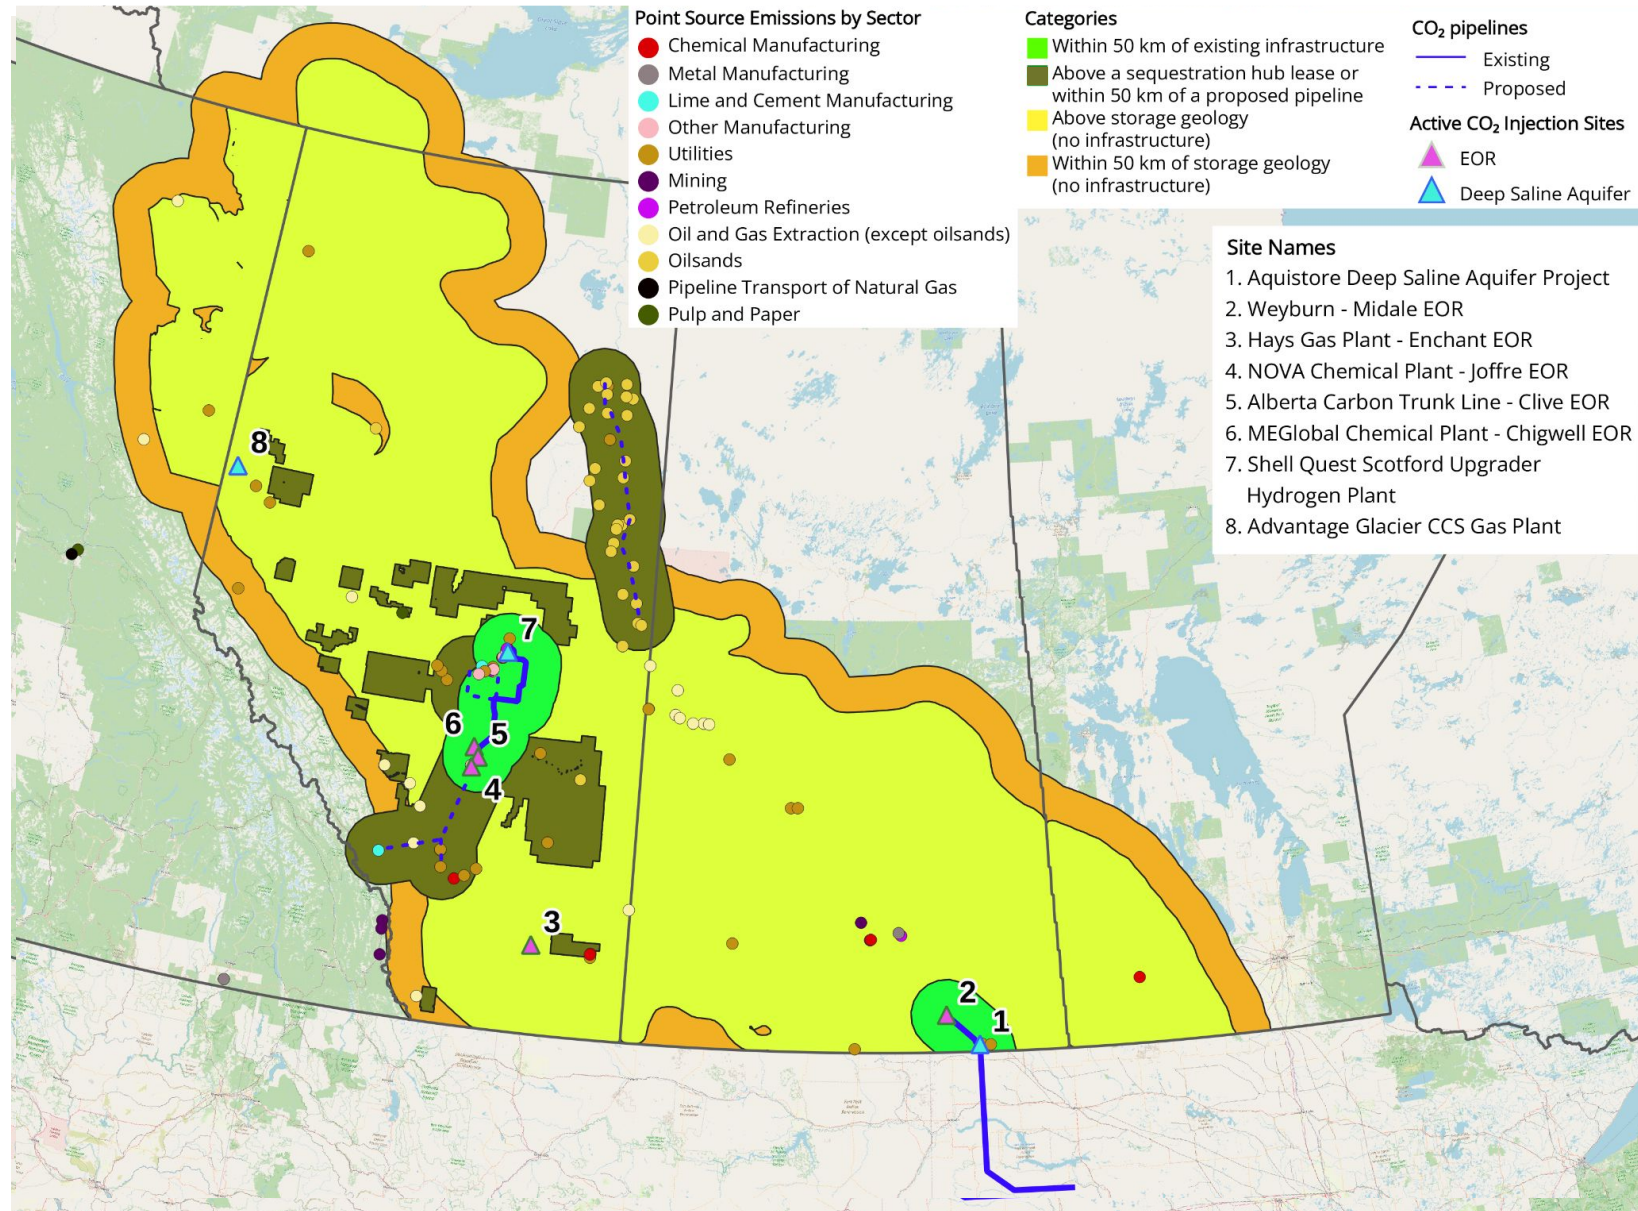 Point Source Emissions by Sector
Chemical Manufacturing
Metal Manufacturing
Lime and Cement Manufacturing
Other Manufacturing
Utilities
Mining
Petroleum Refineries
Oil and Gas Extraction (except oilsands)
Oilsands
Pipeline Transport of Natural Gas
Pulp and Paper
Categories
Within 50 km of existing infrastructure
Above a sequestration hub lease or
within 50 km of a proposed pipeline
Above storage geology
(no infrastructure)
Within 50 km of storage geology
(no infrastructure)
CO₂ pipelines
Existing
Proposed
Active CO₂ Injection Sites
EOR
Deep Saline Aquifer
Site Names
1. Aquistore Deep Saline Aquifer Project
2. Weyburn - Midale EOR
3. Hays Gas Plant - Enchant EOR
4. NOVA Chemical Plant - Joffre EOR
5. Alberta Carbon Trunk Line - Clive EOR
6. MEGlobal Chemical Plant - Chigwell EOR
7. Shell Quest Scotford Upgrader
Hydrogen Plant
8. Advantage Glacier CCS Gas Plant
8
7
6
5
4
3
2
1